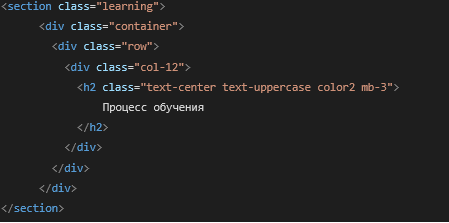 <section class="learning">
<div class="container">
<div class="row">
<div class="col-12">
<h2 class="text-center text-uppercase color2 mb-3">
Процесс обучения
</h2>
</div>
</div>
</div>
</section>